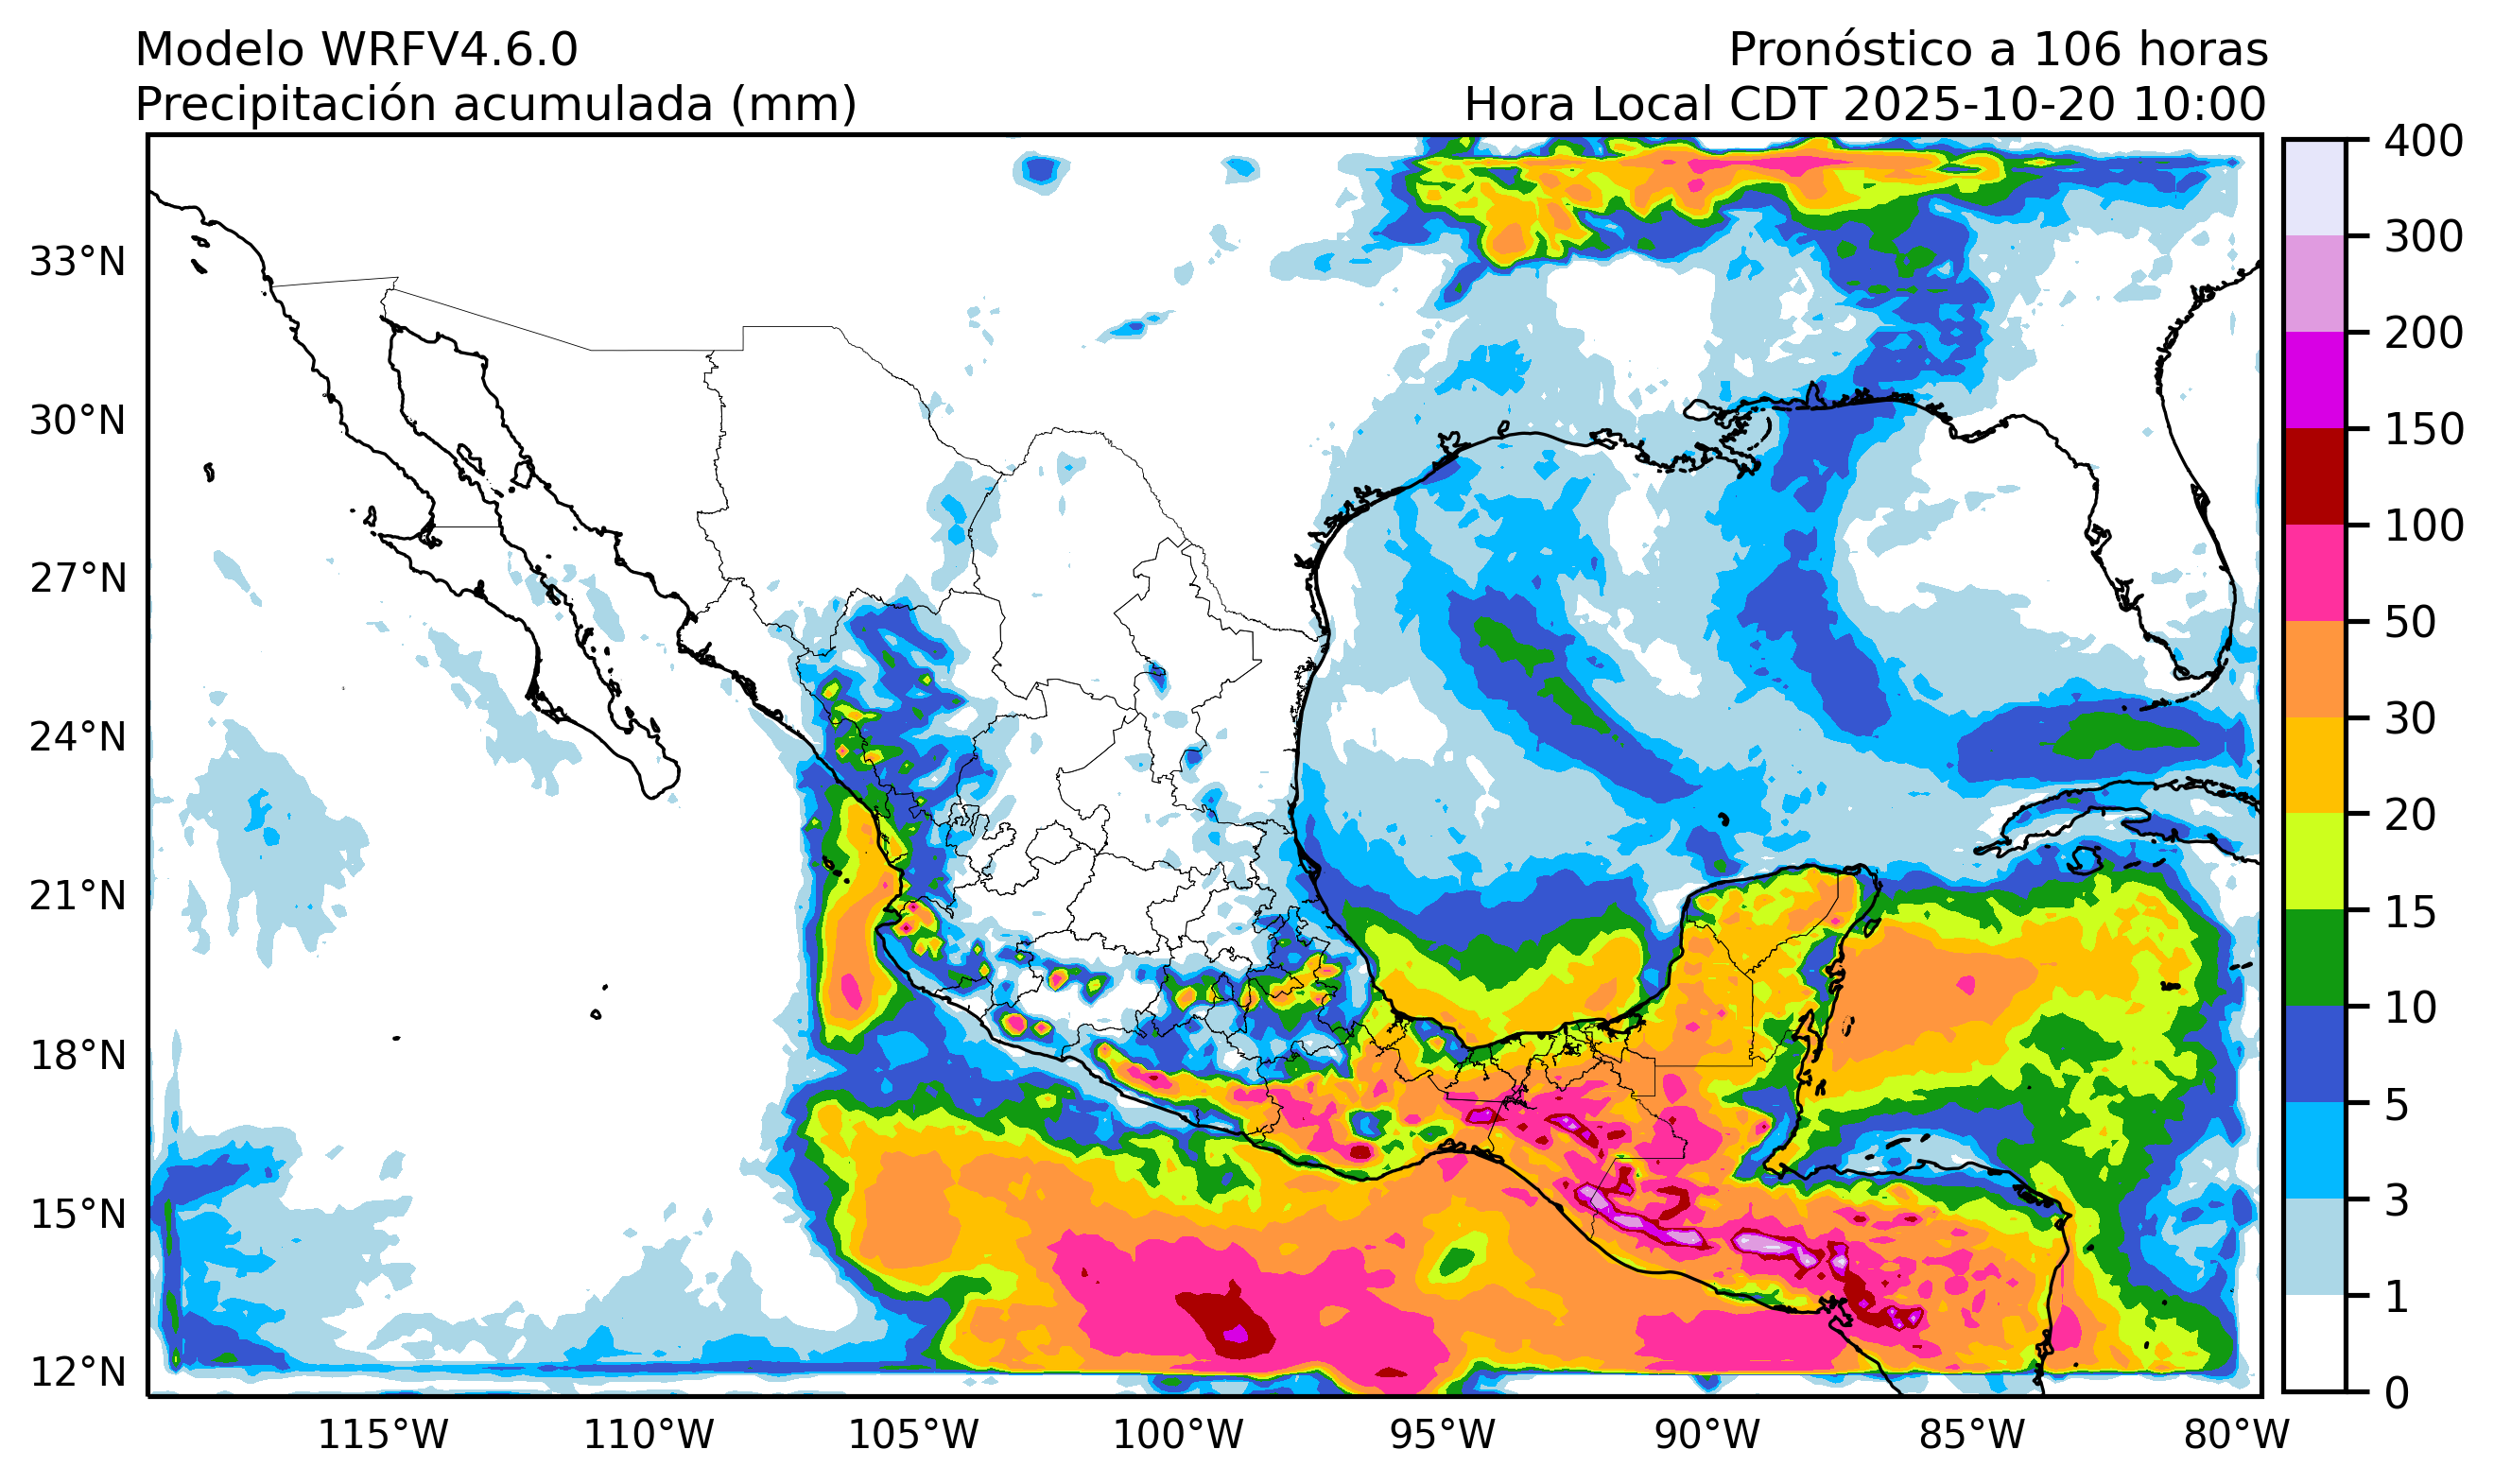 Modelo WRFV4.6.0
Pronóstico a 106 horas
Precipitación acumulada (mm)
Hora Local CDT 2025-10-20 10:00
33°N
30°N
27°N
24°N
21°N
18°N
15°N
12°N
115°W
110°W
105°W
100°W
95°W
90°W
85°W
80°W
400
300
200
150
100
50
30
20
15
10
5
3
1
0